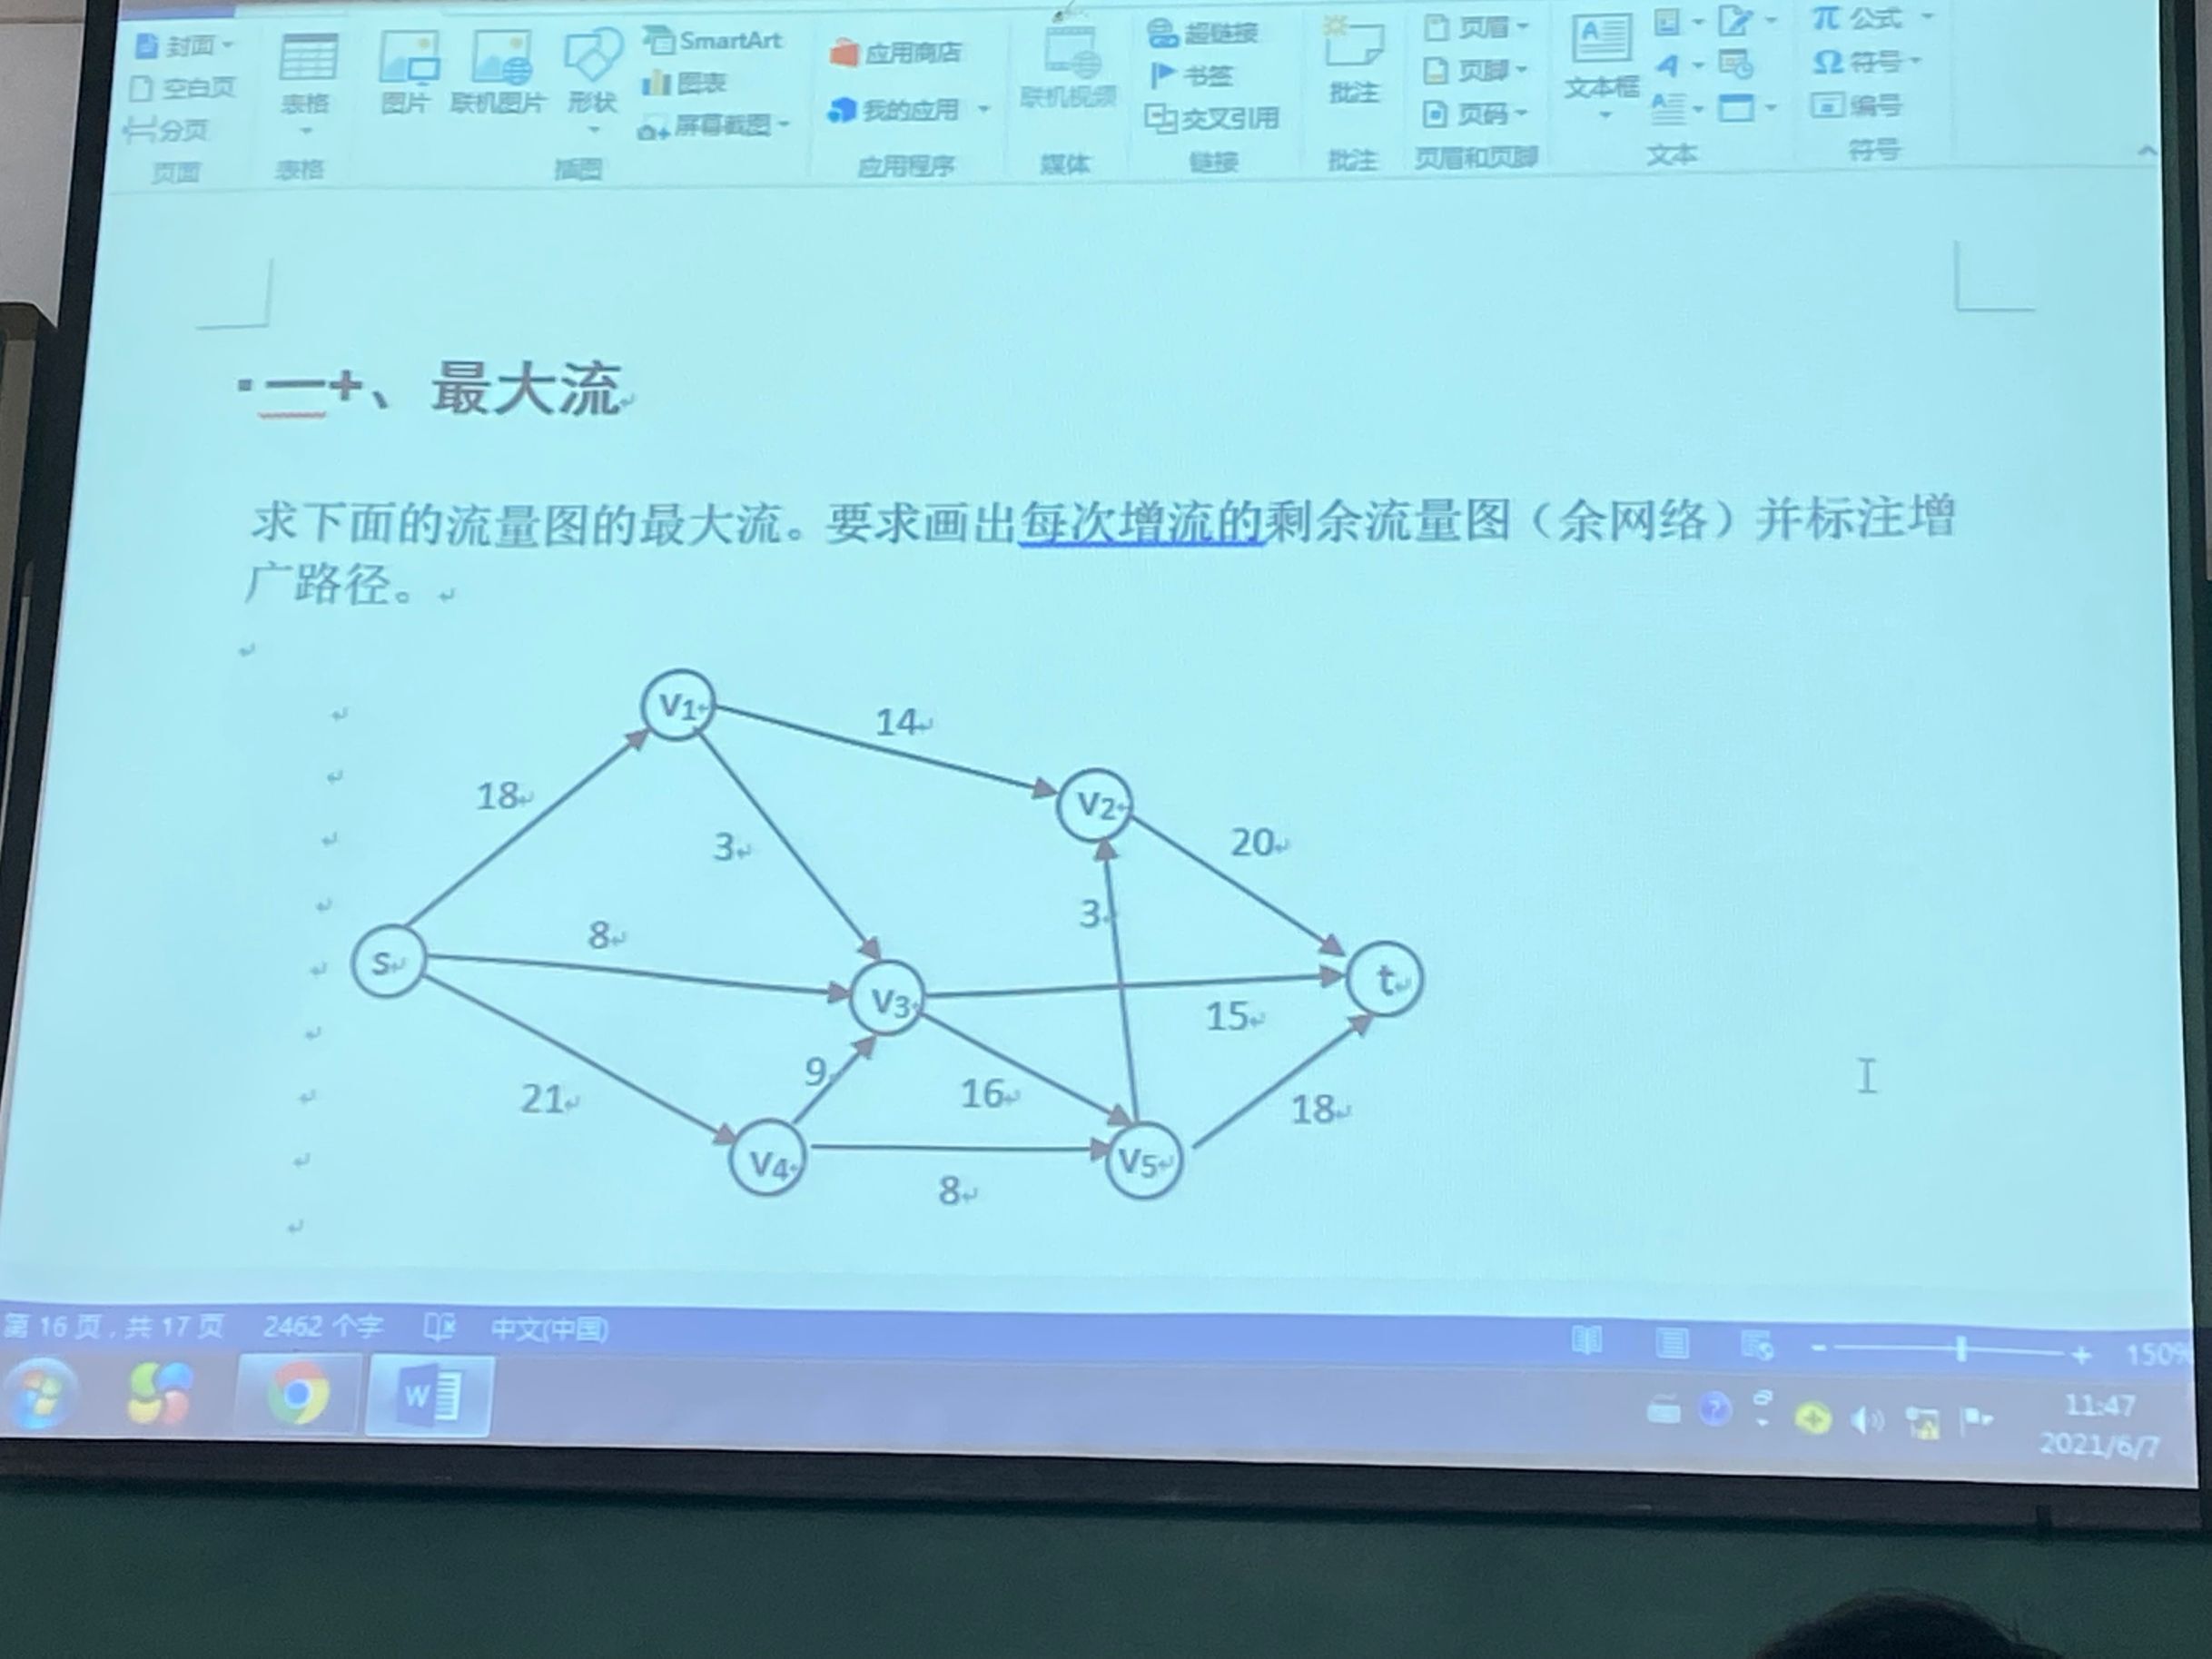 封面
空白页
分页
页面
表格
表格
图片
联机图片
形状
SmartArt
图表
屏幕截图
插图
应用商店
我的应用
应用程序
联机视频
媒体
超链接
书签
交叉引用
链接
批注
批注
页眉
页脚
页码
页眉和页脚
文本框
文本
π 公式
Ω 符号
编号
符号
一+、最大流
求下面的流量图的最大流。要求画出每次增流的剩余流量图（余网络）并标注增
广路径。
V1
14
18
V2
3
20
8
3
s
V3
t
15
9
16
21
18
V4
V5
8
第 16 页，共 17 页 2462 个字 中文(中国)
150%
11:47
2021/6/7